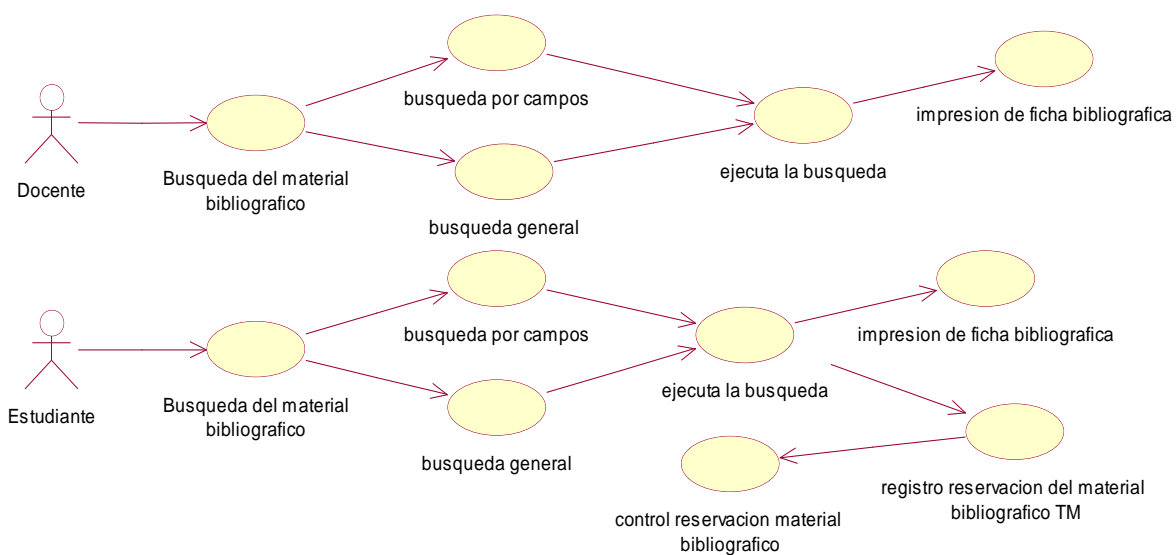 busqueda por campos
impresion de ficha bibliografica
Docente
Busqueda del material
bibliografico
ejecuta la busqueda
busqueda general
busqueda por campos
impresion de ficha bibliografica
Estudiante
Busqueda del material
bibliografico
ejecuta la busqueda
busqueda general
registro reservacion del material
bibliografico TM
control reservacion material
bibliografico